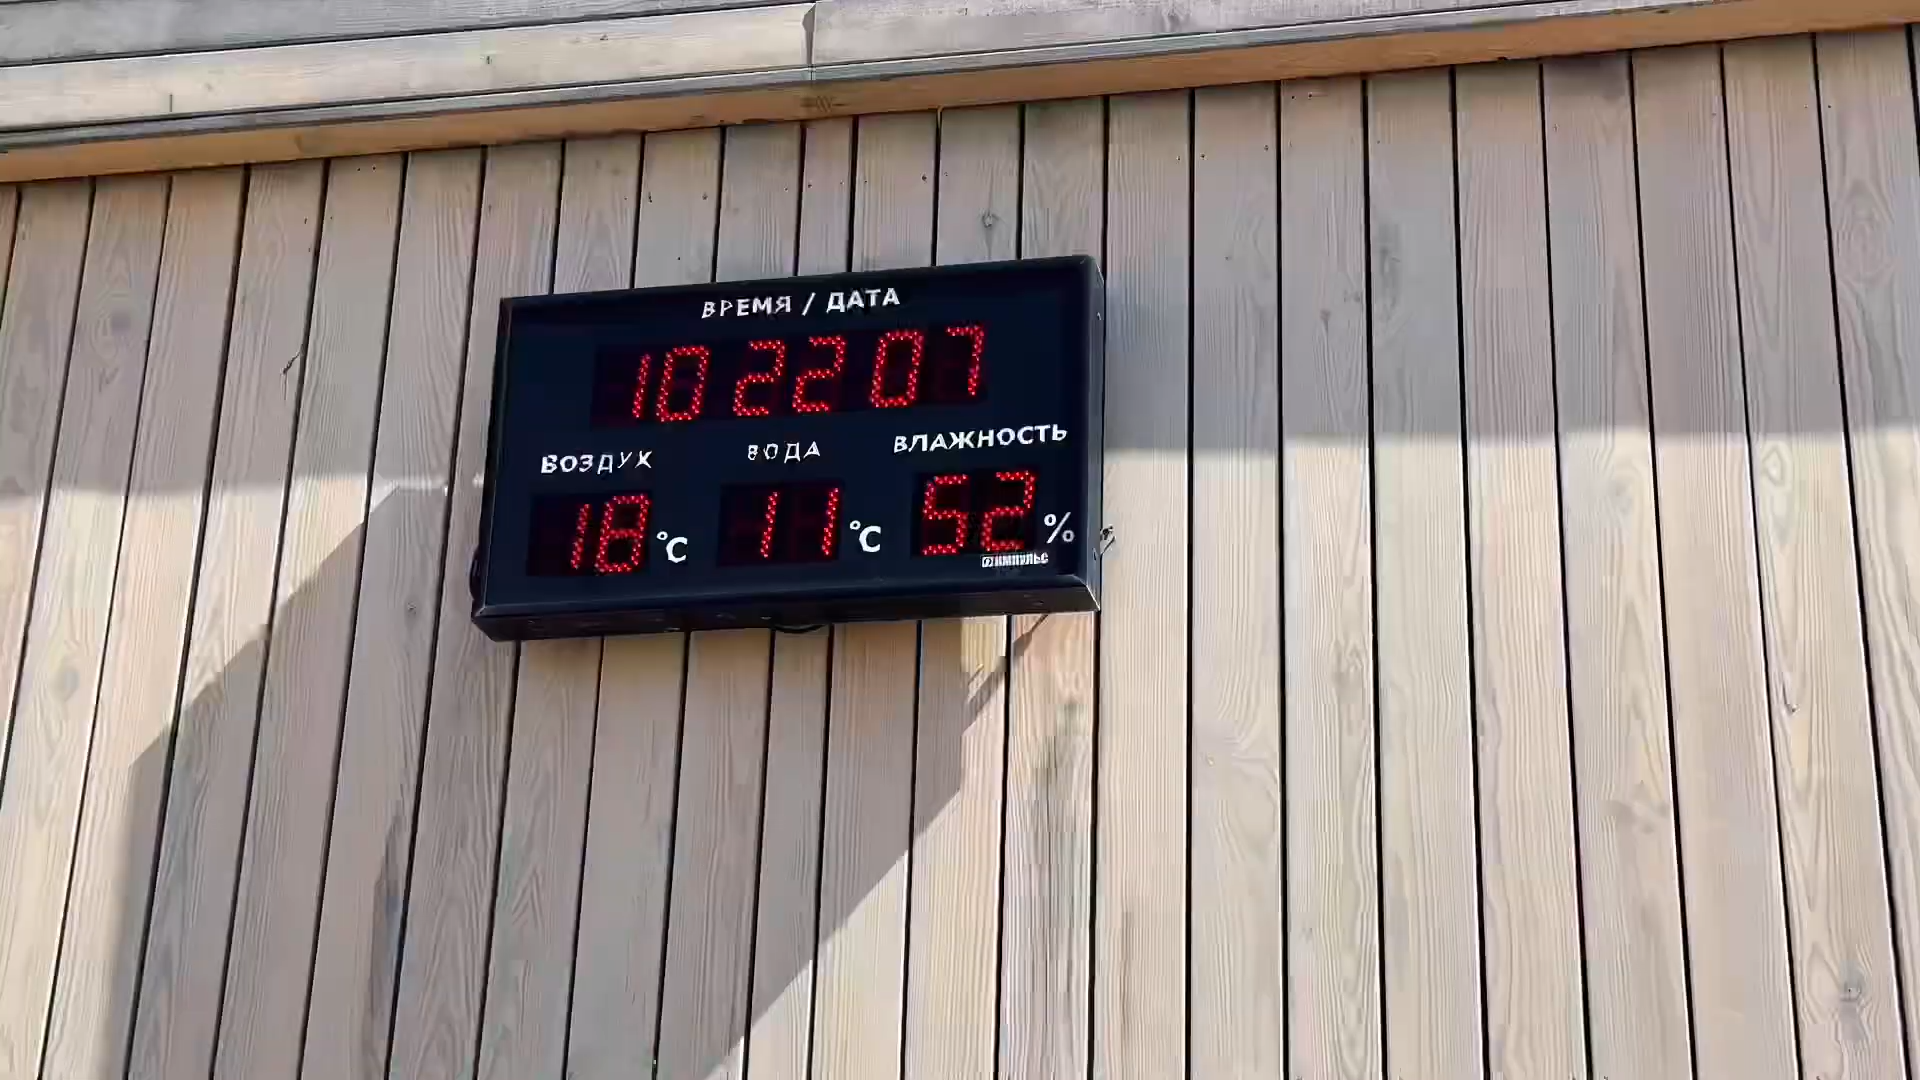 ВРЕМЯ / ДАТА
10 22 07
ВОЗДУХ ВОДА ВЛАЖНОСТЬ
18 °C 11 °C 52 %
ИМПУЛЬС